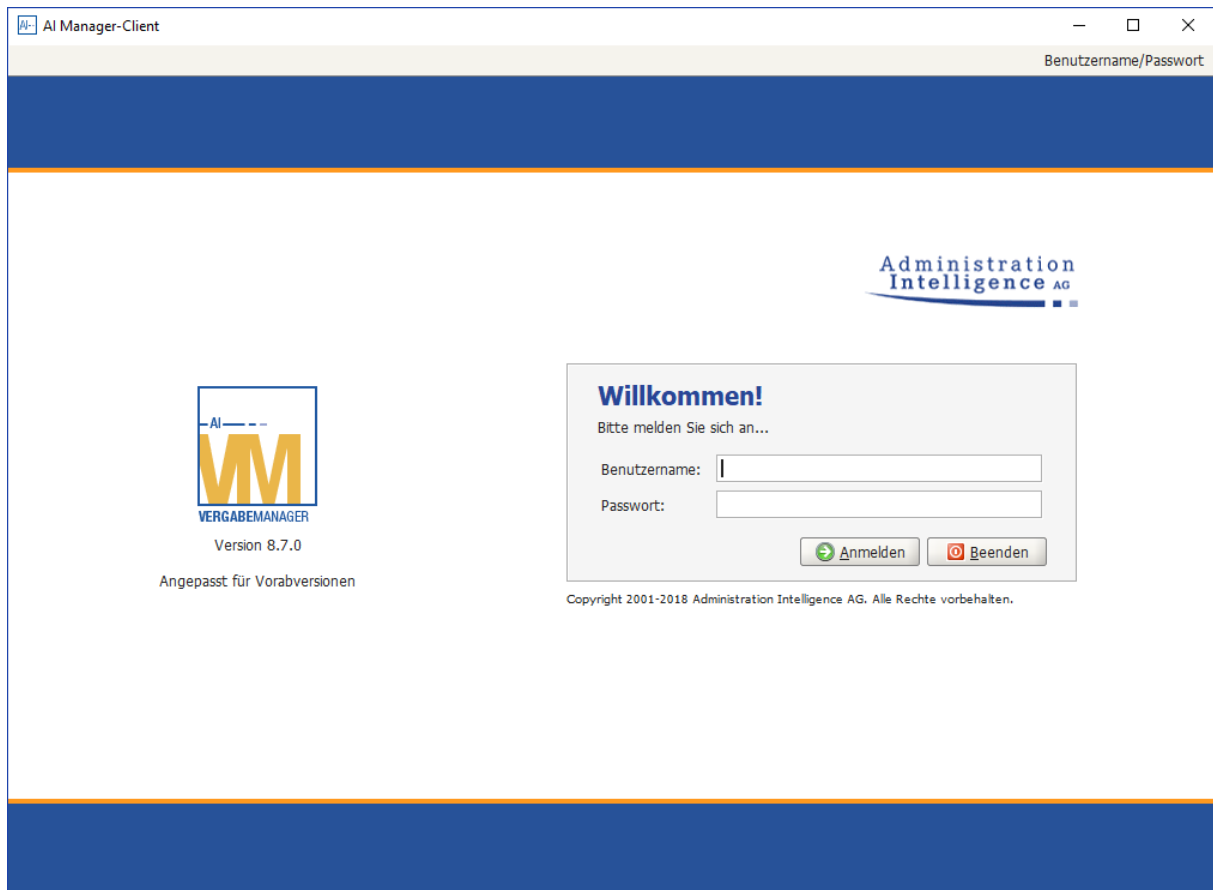 AI Manager-Client
Benutzername/Passwort
Administration
Intelligence AG
AI
VM
VERGABEMANAGER
Version 8.7.0
Angepasst für Vorabversionen
Willkommen!
Bitte melden Sie sich an...
Benutzername:
Passwort:
Anmelden Beenden
Copyright 2001-2018 Administration Intelligence AG. Alle Rechte vorbehalten.